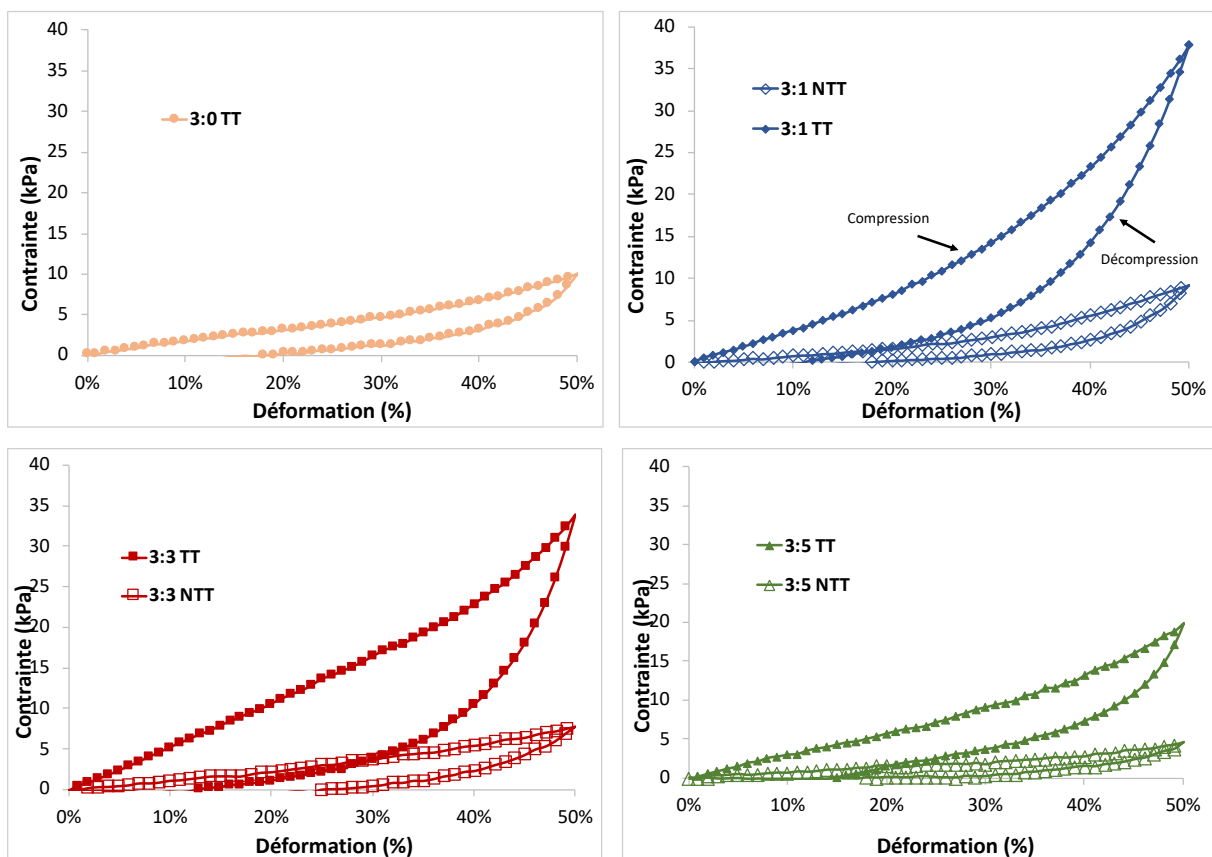 40
35
30
25
20
15
10
5
0
Contrainte (kPa)
3:0 TT
0% 10% 20% 30% 40% 50%
Déformation (%)
40
35
30
25
20
15
10
5
0
Contrainte (kPa)
3:1 NTT
3:1 TT
Compression
Décompression
0% 10% 20% 30% 40% 50%
Déformation (%)
40
35
30
25
20
15
10
5
0
Contrainte (kPa)
3:3 TT
3:3 NTT
0% 10% 20% 30% 40% 50%
Déformation (%)
40
35
30
25
20
15
10
5
0
Contrainte (kPa)
3:5 TT
3:5 NTT
0% 10% 20% 30% 40% 50%
Déformation (%)